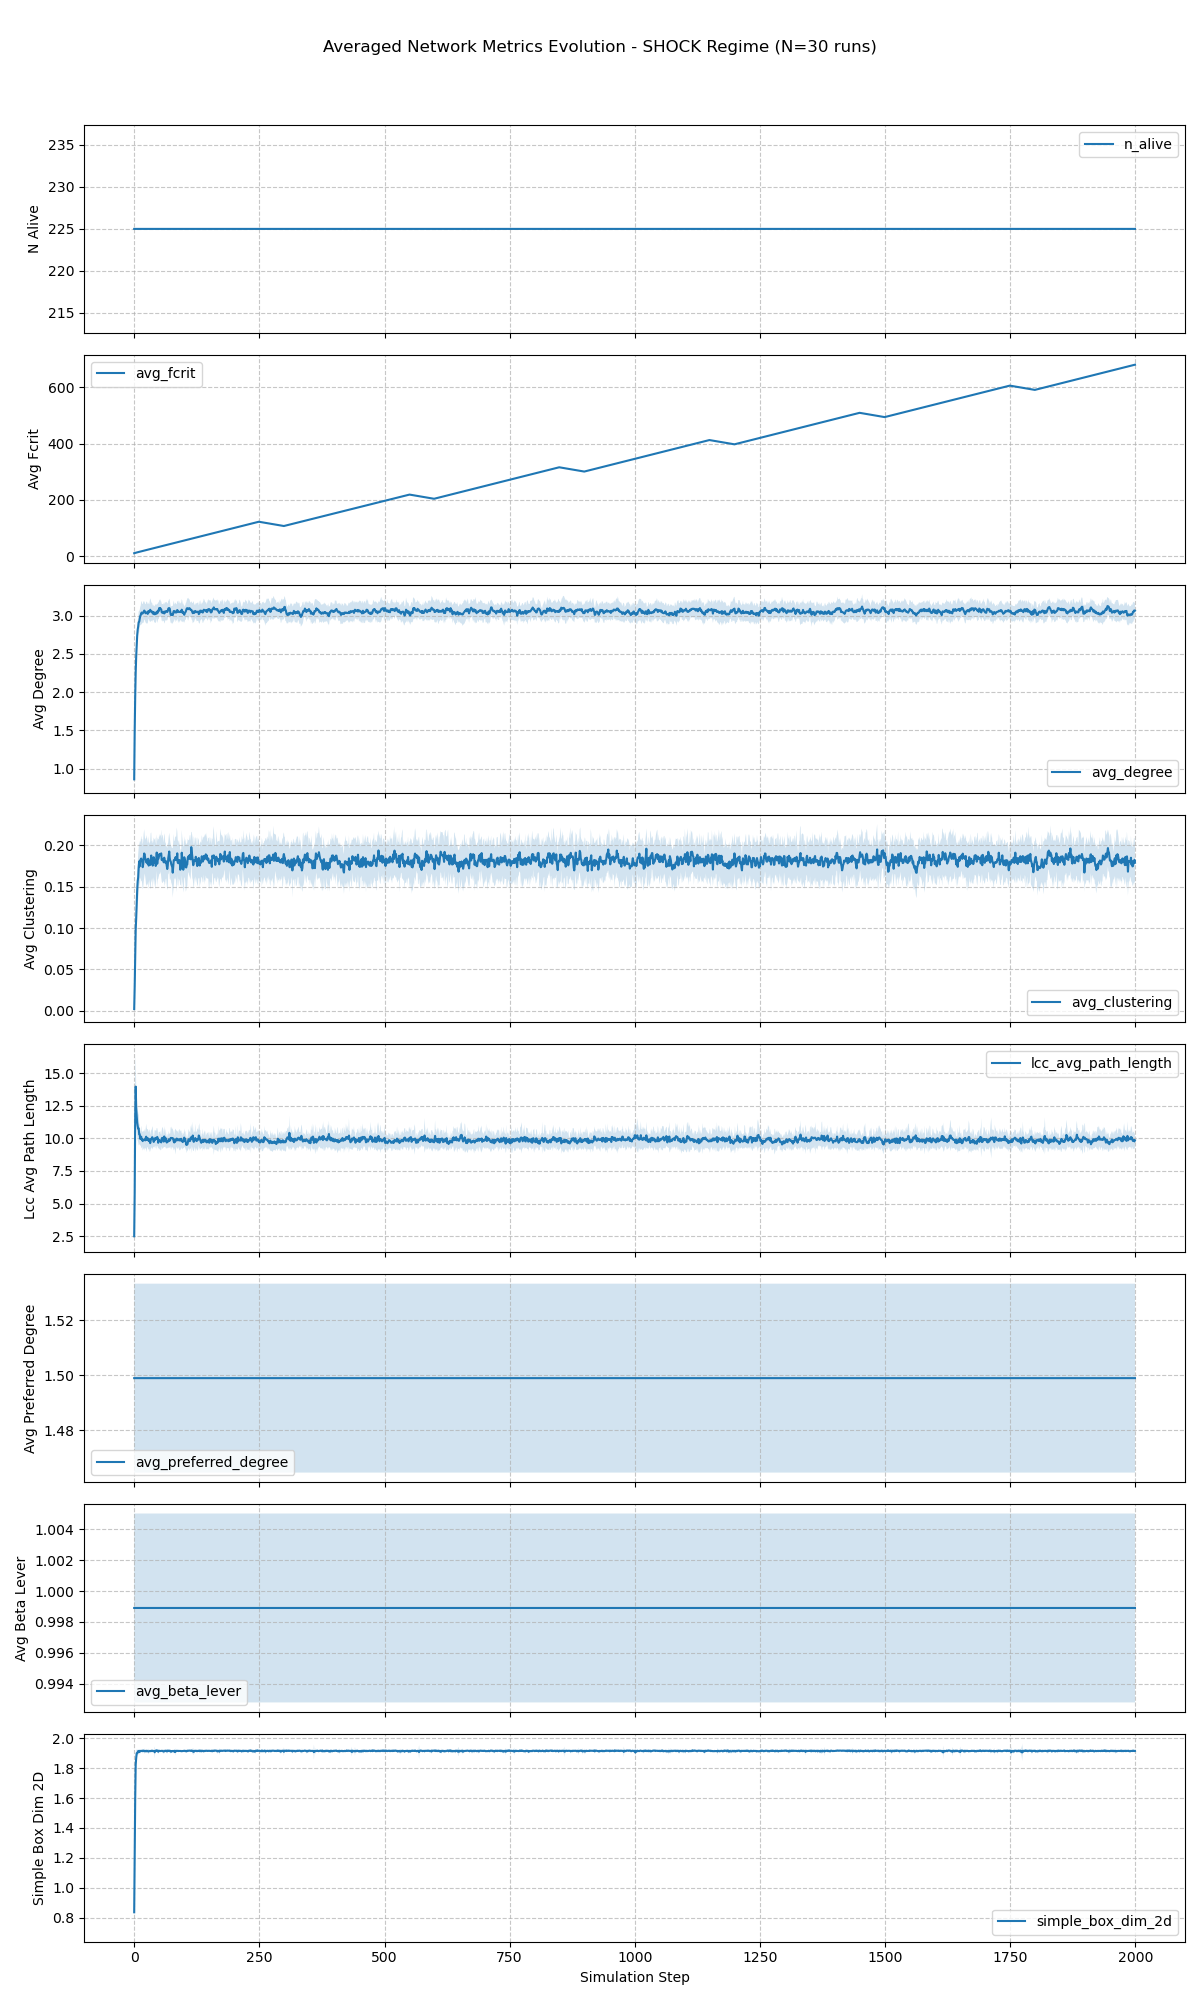 Averaged Network Metrics Evolution - SHOCK Regime (N=30 runs)
235
230
225
220
215
N Alive
n_alive
600
400
200
0
Avg Fcrit
avg_fcrit
3.0
2.5
2.0
1.5
1.0
Avg Degree
avg_degree
0.20
0.15
0.10
0.05
0.00
Avg Clustering
avg_clustering
15.0
12.5
10.0
7.5
5.0
2.5
Lcc Avg Path Length
lcc_avg_path_length
1.52
1.50
1.48
Avg Preferred Degree
avg_preferred_degree
1.004
1.002
1.000
0.998
0.996
0.994
Avg Beta Lever
avg_beta_lever
2.0
1.8
1.6
1.4
1.2
1.0
0.8
Simple Box Dim 2D
simple_box_dim_2d
0 250 500 750 1000 1250 1500 1750 2000
Simulation Step